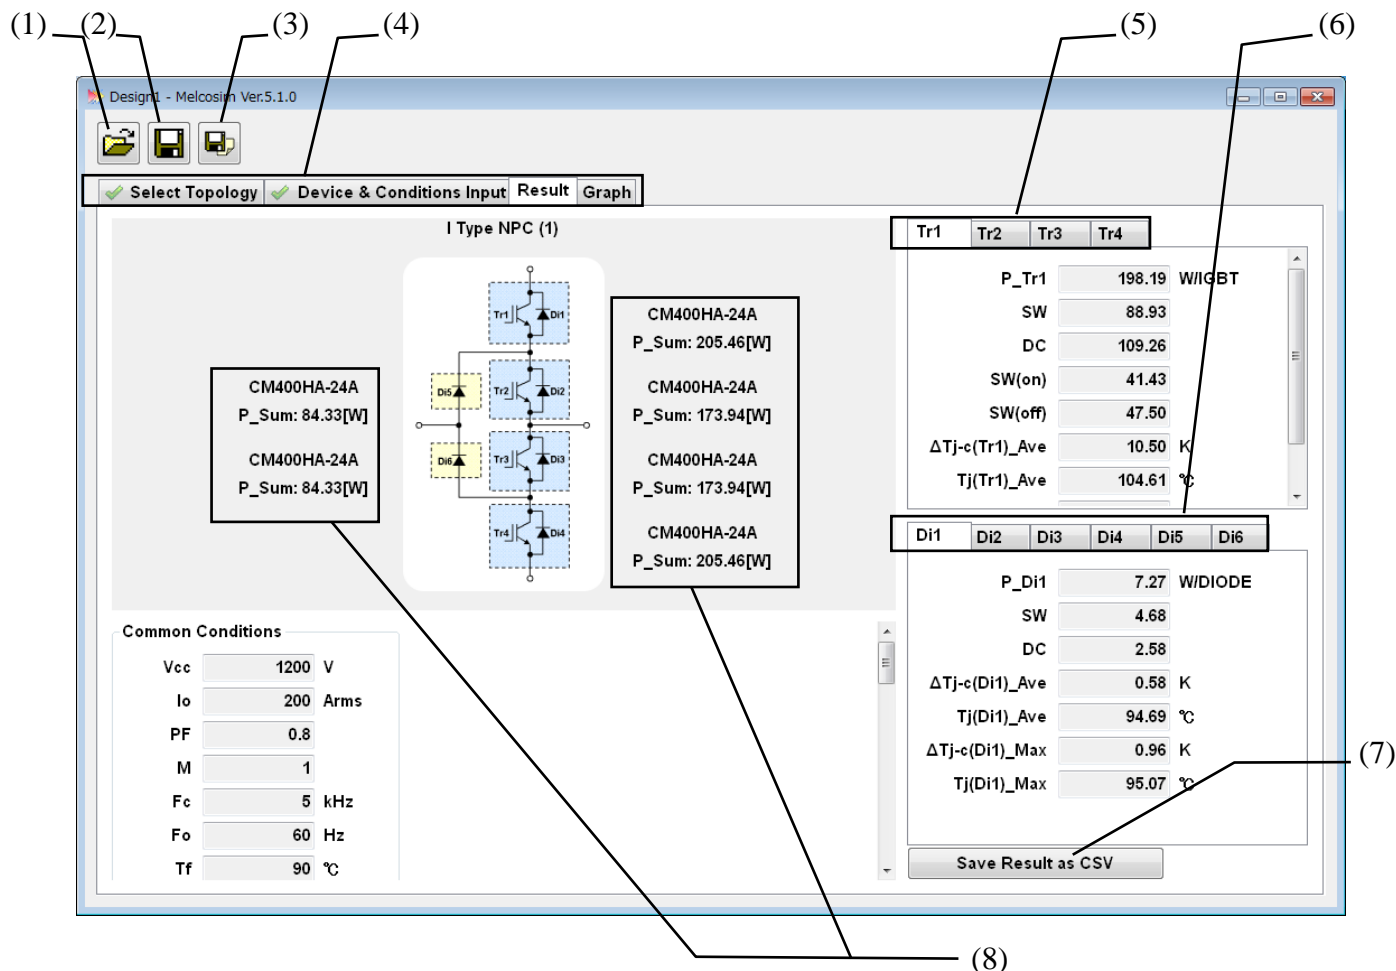 (1) (2) (3) (4) (5) (6)
Design1 - Melcosim Ver.5.1.0
Select Topology Device & Conditions Input Result Graph
I Type NPC (1)
Tr1 Di1
Tr2 Di2
Tr3 Di3
Tr4 Di4
Di5
Di6
CM400HA-24A
P_Sum: 84.33[W]
CM400HA-24A
P_Sum: 84.33[W]
CM400HA-24A
P_Sum: 205.46[W]
CM400HA-24A
P_Sum: 173.94[W]
CM400HA-24A
P_Sum: 173.94[W]
CM400HA-24A
P_Sum: 205.46[W]
Common Conditions
Vcc 1200 V
Io 200 Arms
PF 0.8
M 1
Fc 5 kHz
Fo 60 Hz
Tf 90 ℃
Tr1 Tr2 Tr3 Tr4
P_Tr1 198.19 W/IGBT
SW 88.93
DC 109.26
SW(on) 41.43
SW(off) 47.50
ΔTj-c(Tr1)_Ave 10.50 K
Tj(Tr1)_Ave 104.61 ℃
Di1 Di2 Di3 Di4 Di5 Di6
P_Di1 7.27 W/DIODE
SW 4.68
DC 2.58
ΔTj-c(Di1)_Ave 0.58 K
Tj(Di1)_Ave 94.69 ℃
ΔTj-c(Di1)_Max 0.96 K
Tj(Di1)_Max 95.07 ℃
Save Result as CSV
(7)
(8)